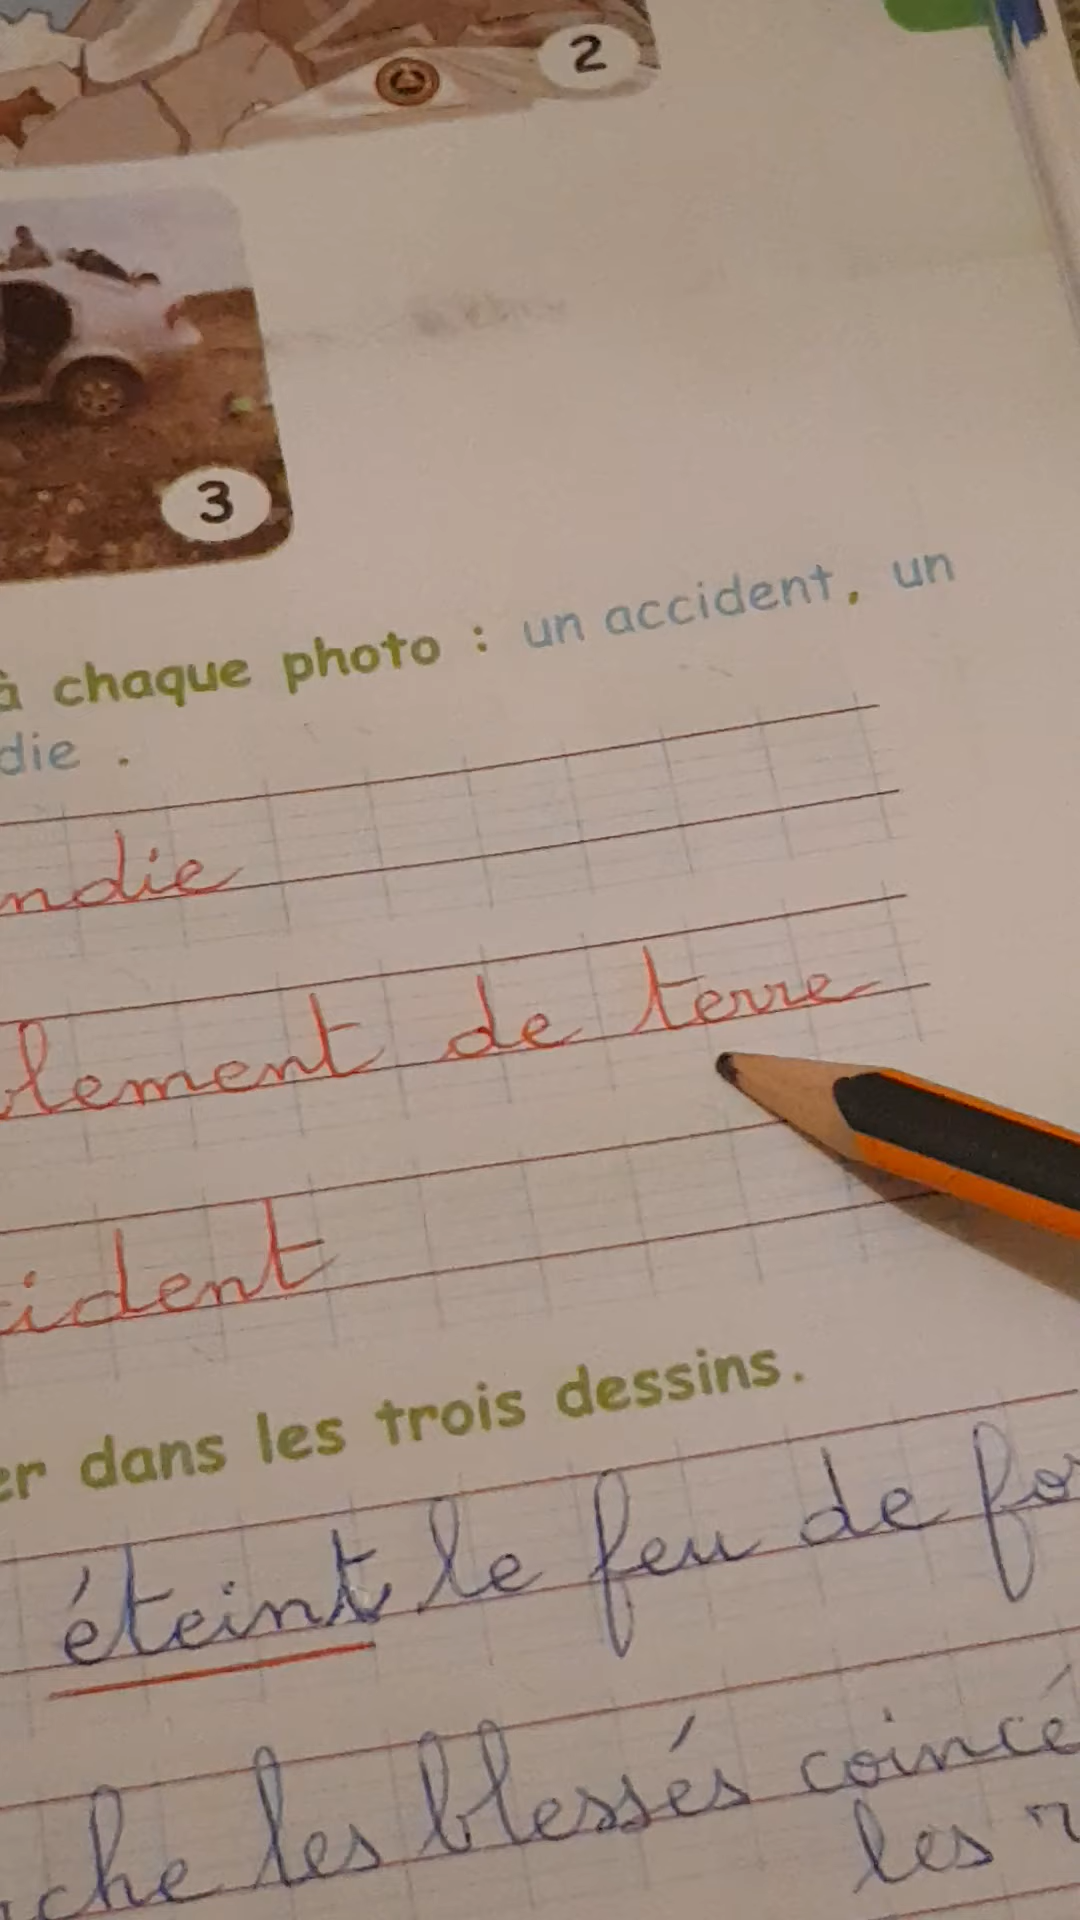 2
3
à chaque photo : un accident, un
die .
ndie
lement de terre
ident
er dans les trois dessins.
éteint le feu de for
che les blessés coincé
les r